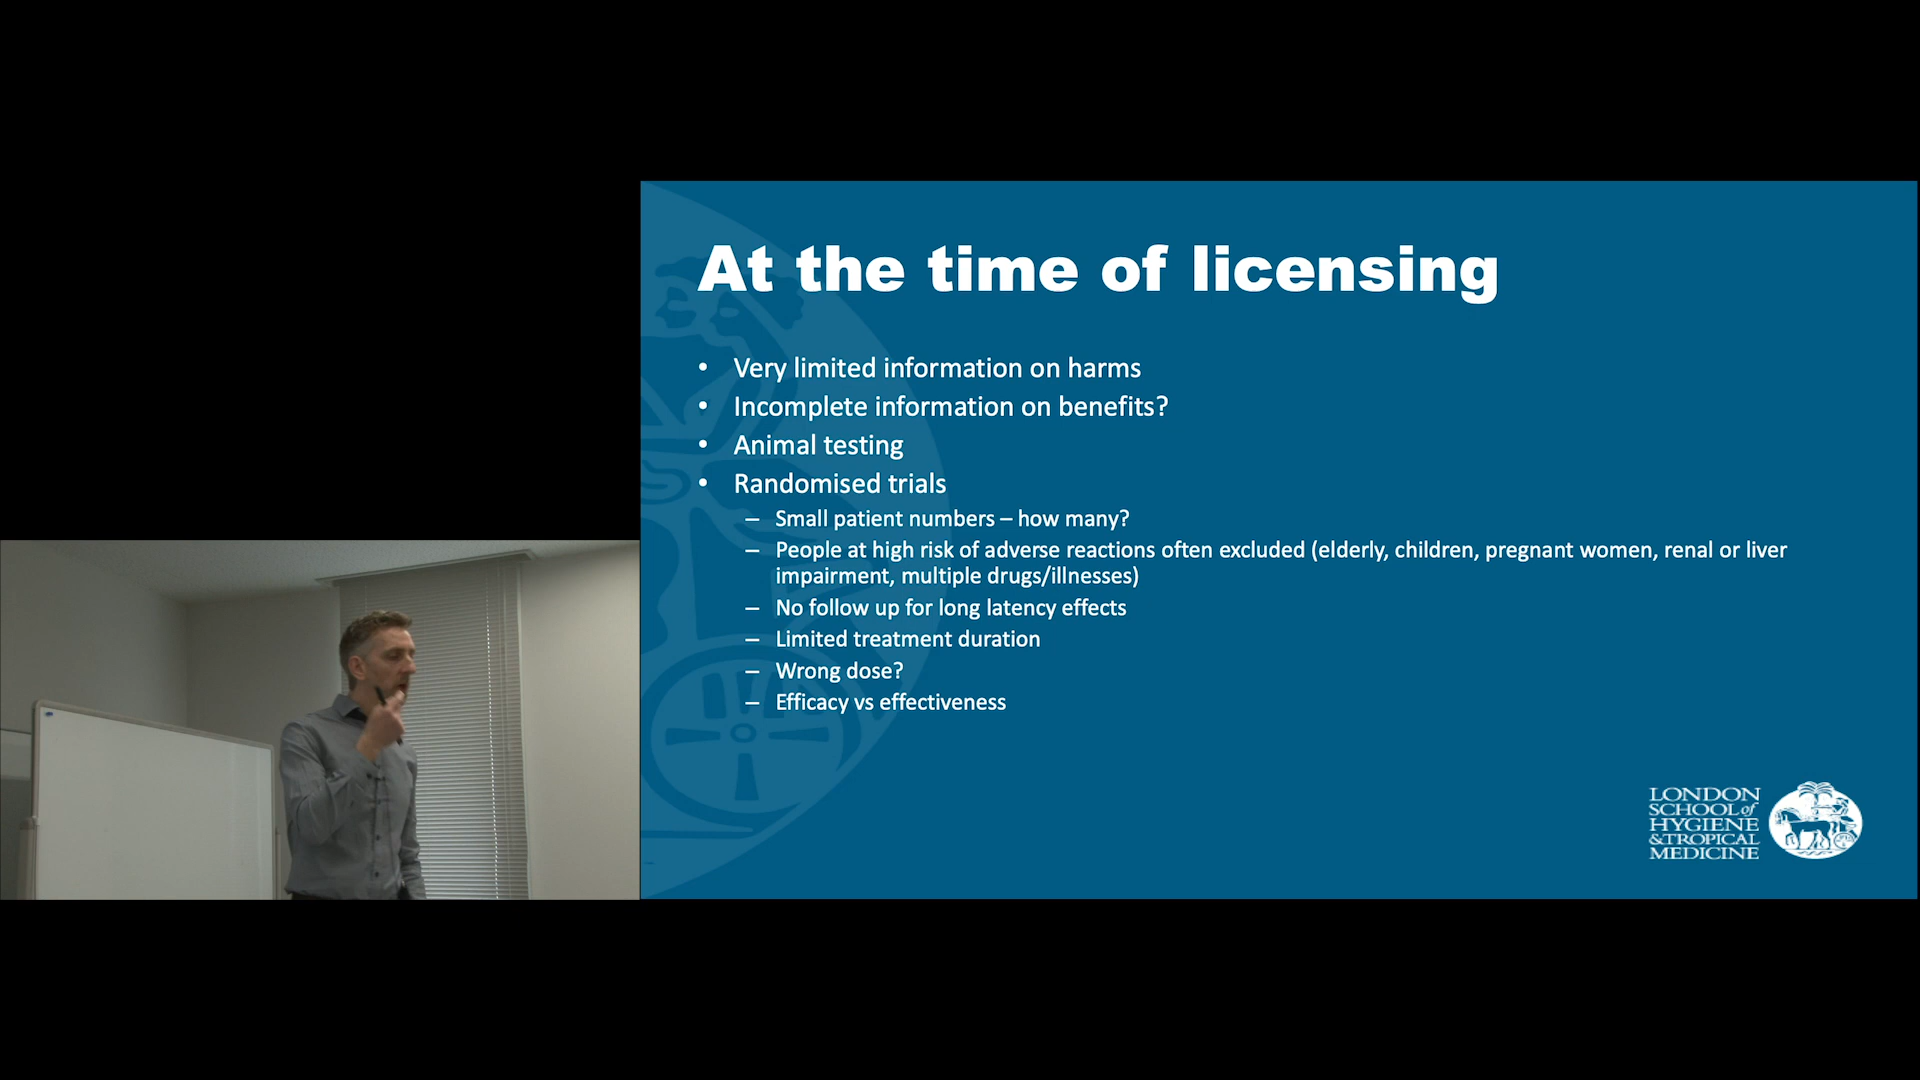 At the time of licensing
• Very limited information on harms
• Incomplete information on benefits?
• Animal testing
• Randomised trials
– Small patient numbers – how many?
– People at high risk of adverse reactions often excluded (elderly, children, pregnant women, renal or liver
impairment, multiple drugs/illnesses)
– No follow up for long latency effects
– Limited treatment duration
– Wrong dose?
– Efficacy vs effectiveness
LONDON
SCHOOL of
HYGIENE
& TROPICAL
MEDICINE